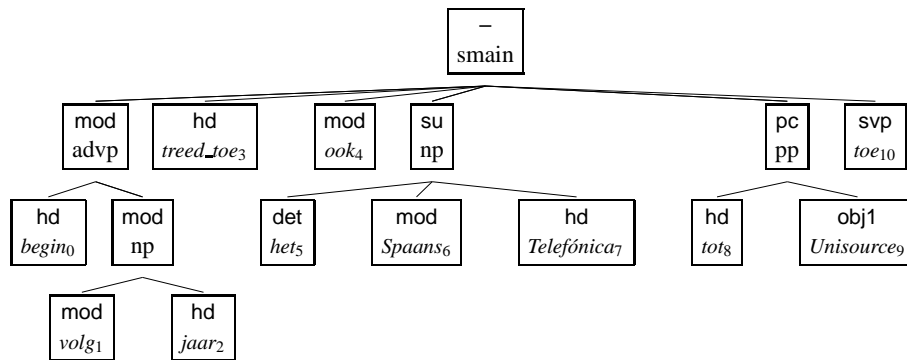 –
smain
mod hd mod su pc svp
advp treed_toe3 ook4 np pp toe10
hd mod det mod hd hd obj1
begin0 np het5 Spaans6 Telefónica7 tot8 Unisource9
mod hd
volg1 jaar2